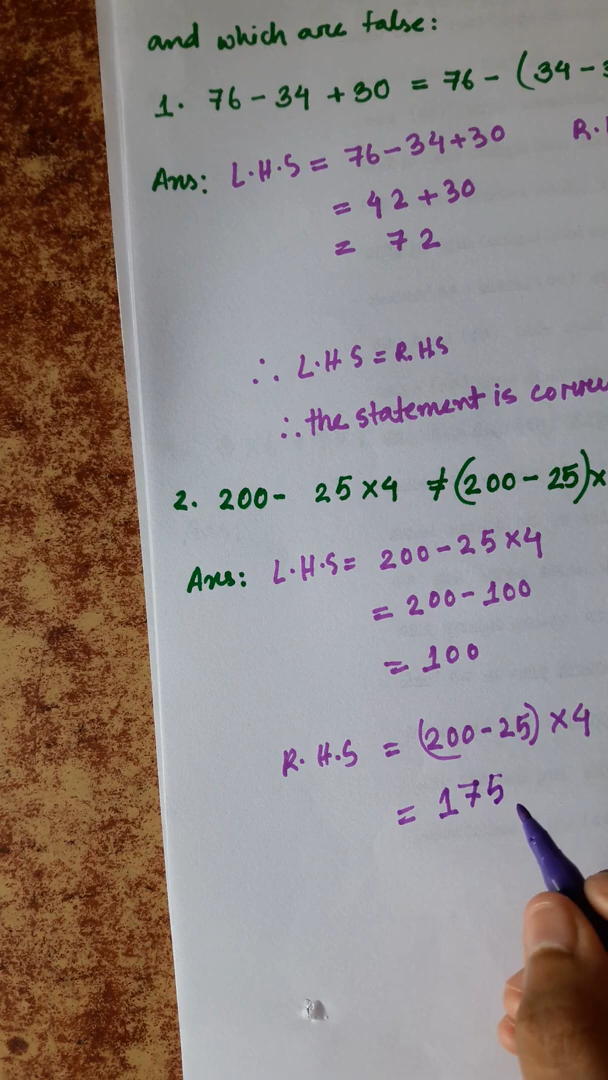 and which are false:
1. 76 - 34 + 30 = 76 - (34 - 3
Ans: L.H.S = 76 - 34 + 30 R.
= 42 + 30
= 72
∴ L.H.S = R.HS
∴ the statement is corre
2. 200 - 25 × 4 ≠ (200 - 25) ×
Ans: L.H.S = 200 - 25 × 4
= 200 - 100
= 100
R.H.S = (200 - 25) × 4
= 175